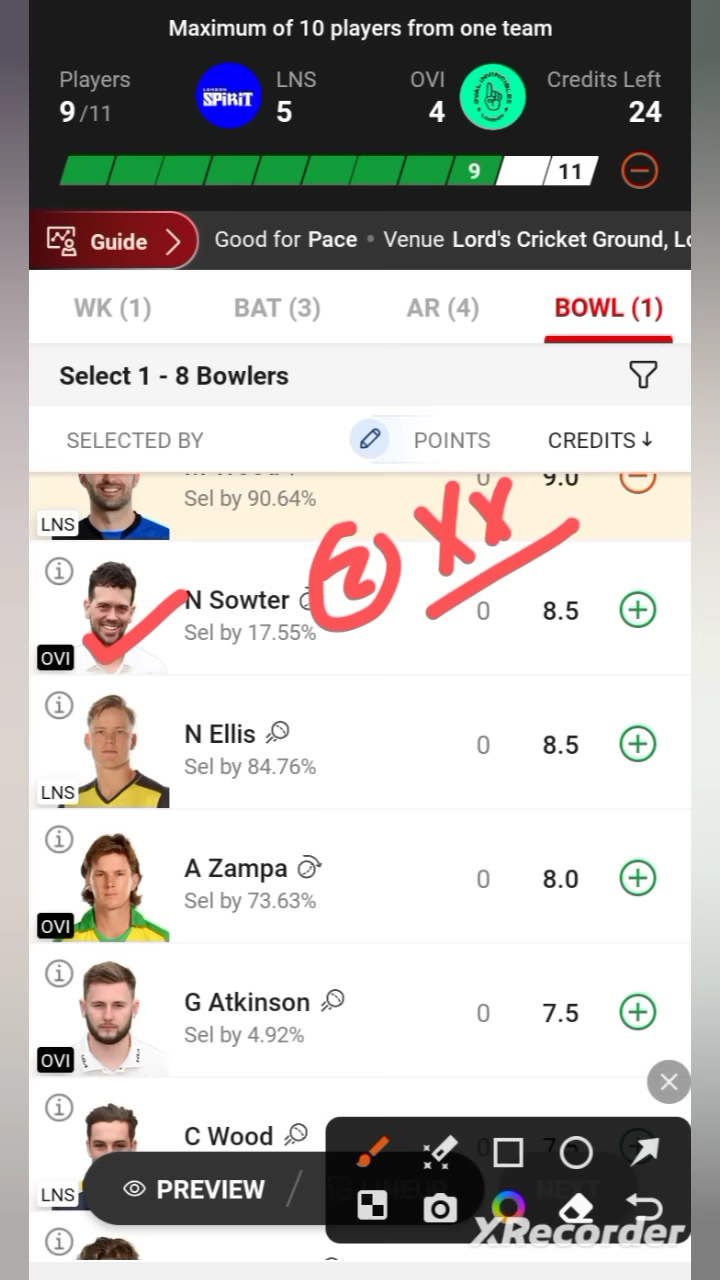 Maximum of 10 players from one team
Players LNS OVI Credits Left
9/11 LONDON SPIRIT 5 4 24
9 11
Guide Good for Pace • Venue Lord's Cricket Ground, Lo
WK (1) BAT (3) AR (4) BOWL (1)
Select 1 - 8 Bowlers
SELECTED BY POINTS CREDITS ↓
0 9.0
Sel by 90.64%
LNS
2 XX
N Sowter 0 8.5
Sel by 17.55%
OVI
N Ellis 0 8.5
Sel by 84.76%
LNS
A Zampa 0 8.0
Sel by 73.63%
OVI
G Atkinson 0 7.5
Sel by 4.92%
OVI
C Wood
LNS
PREVIEW /
XRecorder